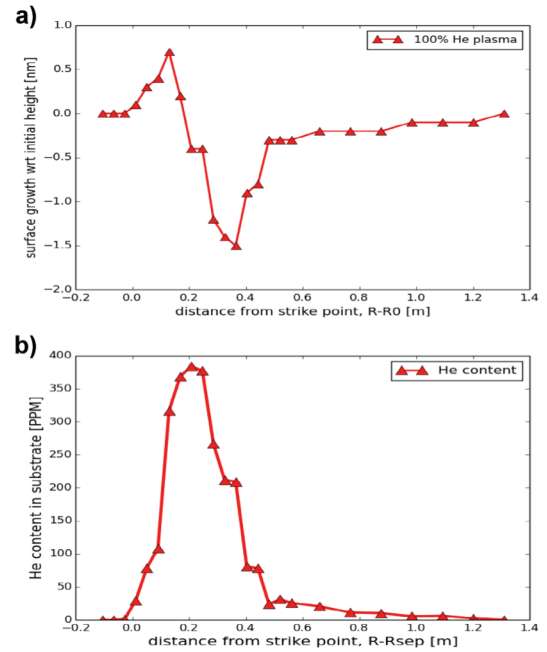 a)
surface growth wrt initial height [nm]
1.0
0.5
0.0
−0.5
−1.0
−1.5
−2.0
100% He plasma
−0.2 0.0 0.2 0.4 0.6 0.8 1.0 1.2 1.4
distance from strike point, R-R0 [m]
b)
He content in substrate [PPM]
400
350
300
250
200
150
100
50
0
He content
−0.2 0.0 0.2 0.4 0.6 0.8 1.0 1.2 1.4
distance from strike point, R-Rsep [m]